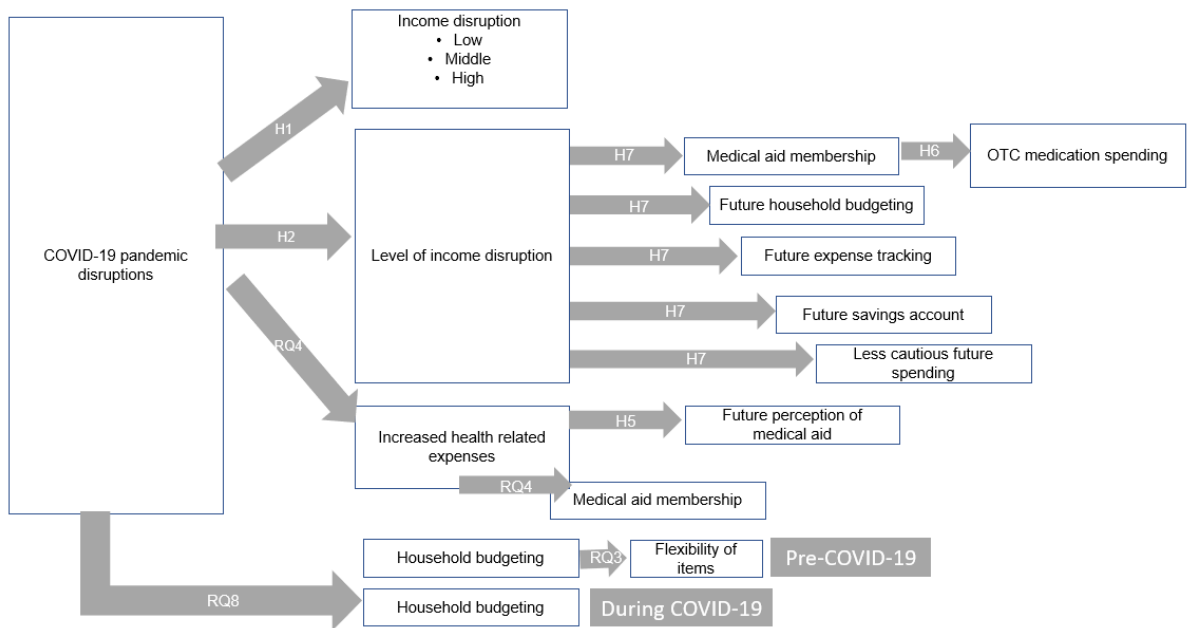 Income disruption
• Low
• Middle
• High
H1
H7
Medical aid membership
H6
OTC medication spending
H7
Future household budgeting
H2
COVID-19 pandemic
disruptions
Level of income disruption
H7
Future expense tracking
H7
Future savings account
RQ4
H7
Less cautious future
spending
Increased health related
expenses
H5
Future perception of
medical aid
RQ4
Medical aid membership
Household budgeting
RQ3
Flexibility of
items
Pre-COVID-19
RQ8
Household budgeting
During COVID-19